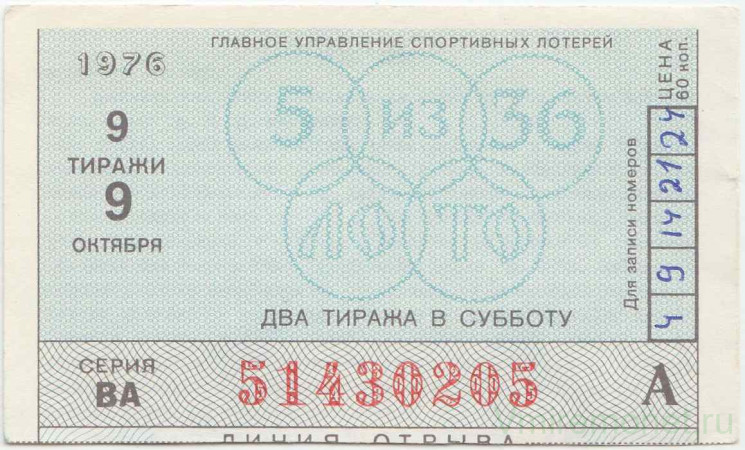 1976
ГЛАВНОЕ УПРАВЛЕНИЕ СПОРТИВНЫХ ЛОТЕРЕЙ
ЦЕНА
60 КОП.
5 ИЗ 36
ЛОТО
9
ТИРАЖИ
9
ОКТЯБРЯ
Для записи номеров
4 9 14 21 24
ДВА ТИРАЖА В СУББОТУ
СЕРИЯ
ВА
51430205
А
ЛИНИЯ ОТРЫВА